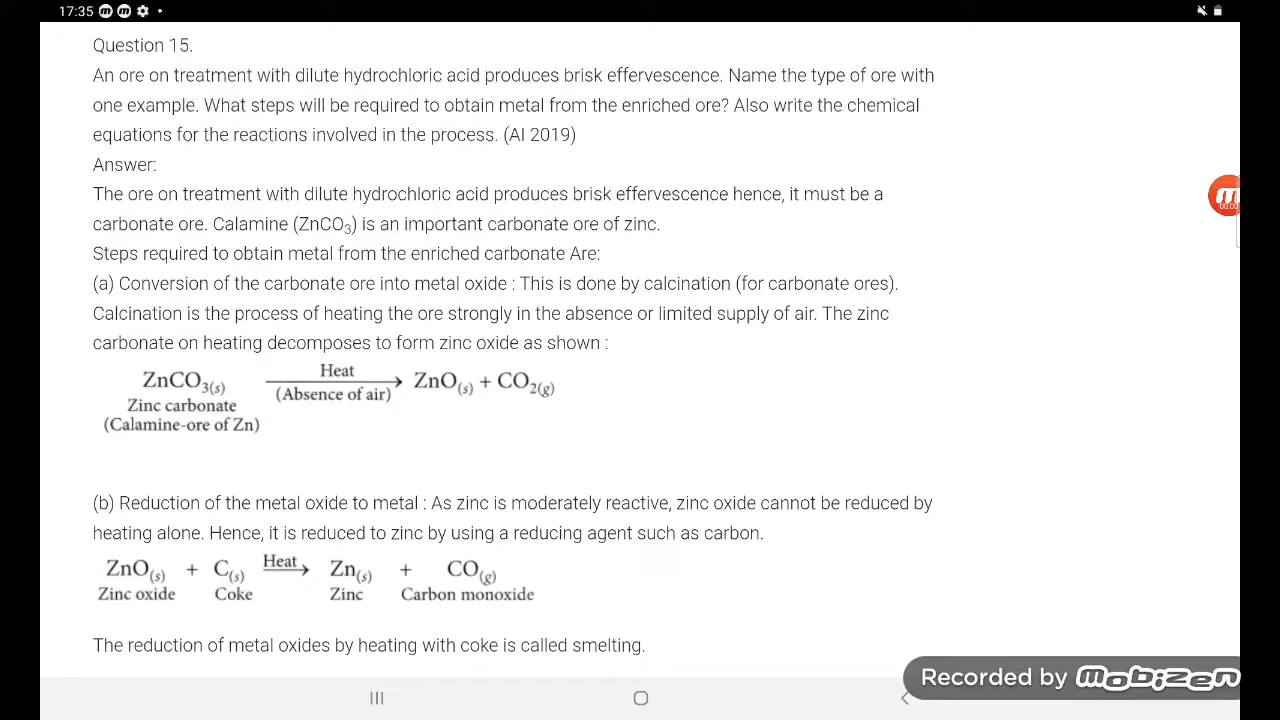 17:35
Question 15.
An ore on treatment with dilute hydrochloric acid produces brisk effervescence. Name the type of ore with
one example. What steps will be required to obtain metal from the enriched ore? Also write the chemical
equations for the reactions involved in the process. (AI 2019)
Answer:
The ore on treatment with dilute hydrochloric acid produces brisk effervescence hence, it must be a
carbonate ore. Calamine (ZnCO₃) is an important carbonate ore of zinc.
Steps required to obtain metal from the enriched carbonate Are:
(a) Conversion of the carbonate ore into metal oxide : This is done by calcination (for carbonate ores).
Calcination is the process of heating the ore strongly in the absence or limited supply of air. The zinc
carbonate on heating decomposes to form zinc oxide as shown :
Heat
ZnCO₃(s) → ZnO(s) + CO₂(g)
(Absence of air)
Zinc carbonate
(Calamine-ore of Zn)
(b) Reduction of the metal oxide to metal : As zinc is moderately reactive, zinc oxide cannot be reduced by
heating alone. Hence, it is reduced to zinc by using a reducing agent such as carbon.
Heat
ZnO(s) + C(s) → Zn(s) + CO(g)
Zinc oxide Coke Zinc Carbon monoxide
The reduction of metal oxides by heating with coke is called smelting.
Recorded by mobizen